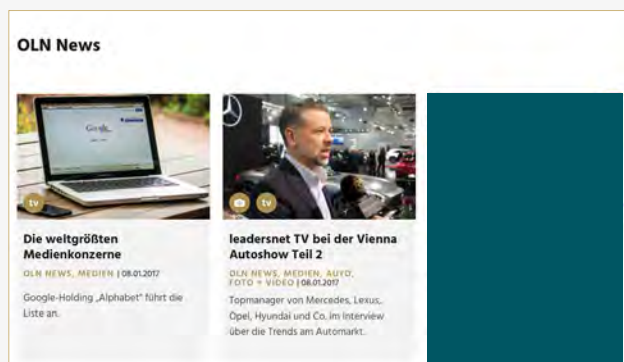 OLN News
Google
tv
tv
Die weltgrößten
Medienkonzerne
OLN NEWS, MEDIEN | 08.01.2017
Google-Holding „Alphabet“ führt die
Liste an.
leadersnet TV bei der Vienna
Autoshow Teil 2
OLN NEWS, MEDIEN, AUTO,
FOTO + VIDEO | 08.01.2017
Topmanager von Mercedes, Lexus,
Opel, Hyundai und Co. im Interview
über die Trends am Automarkt.